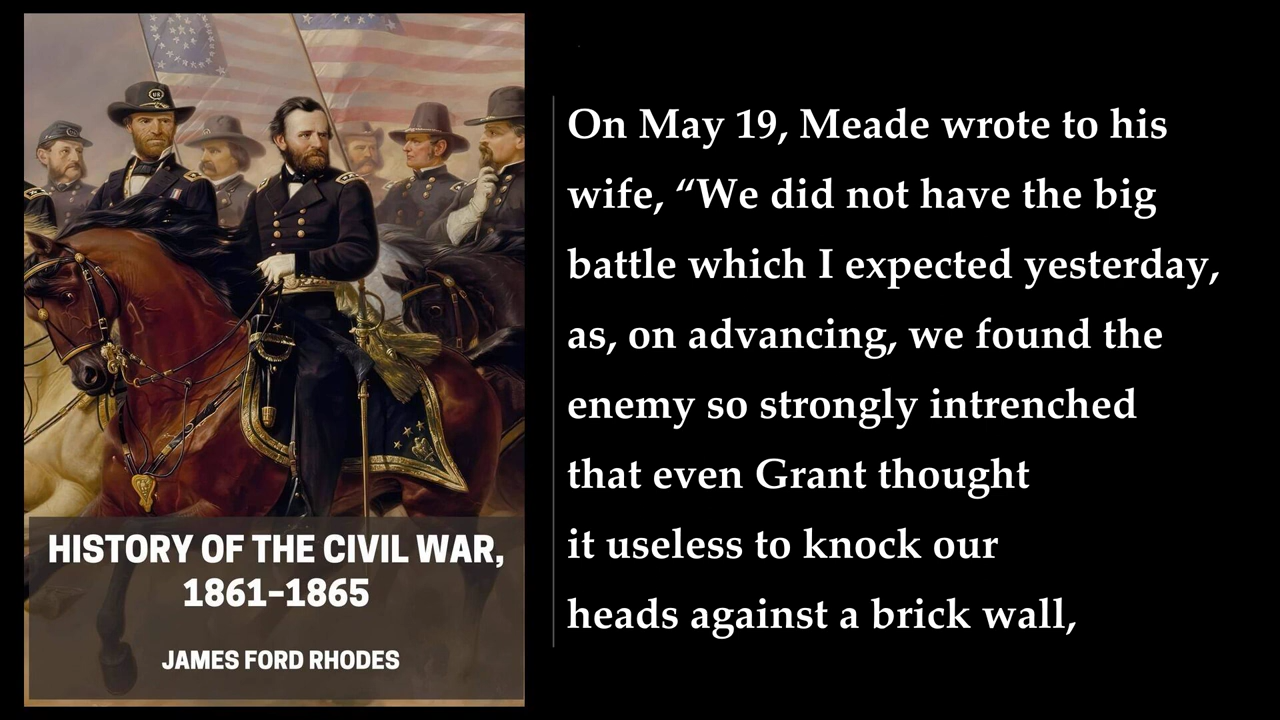 HISTORY OF THE CIVIL WAR,
1861–1865
JAMES FORD RHODES
On May 19, Meade wrote to his
wife, “We did not have the big
battle which I expected yesterday,
as, on advancing, we found the
enemy so strongly intrenched
that even Grant thought
it useless to knock our
heads against a brick wall,